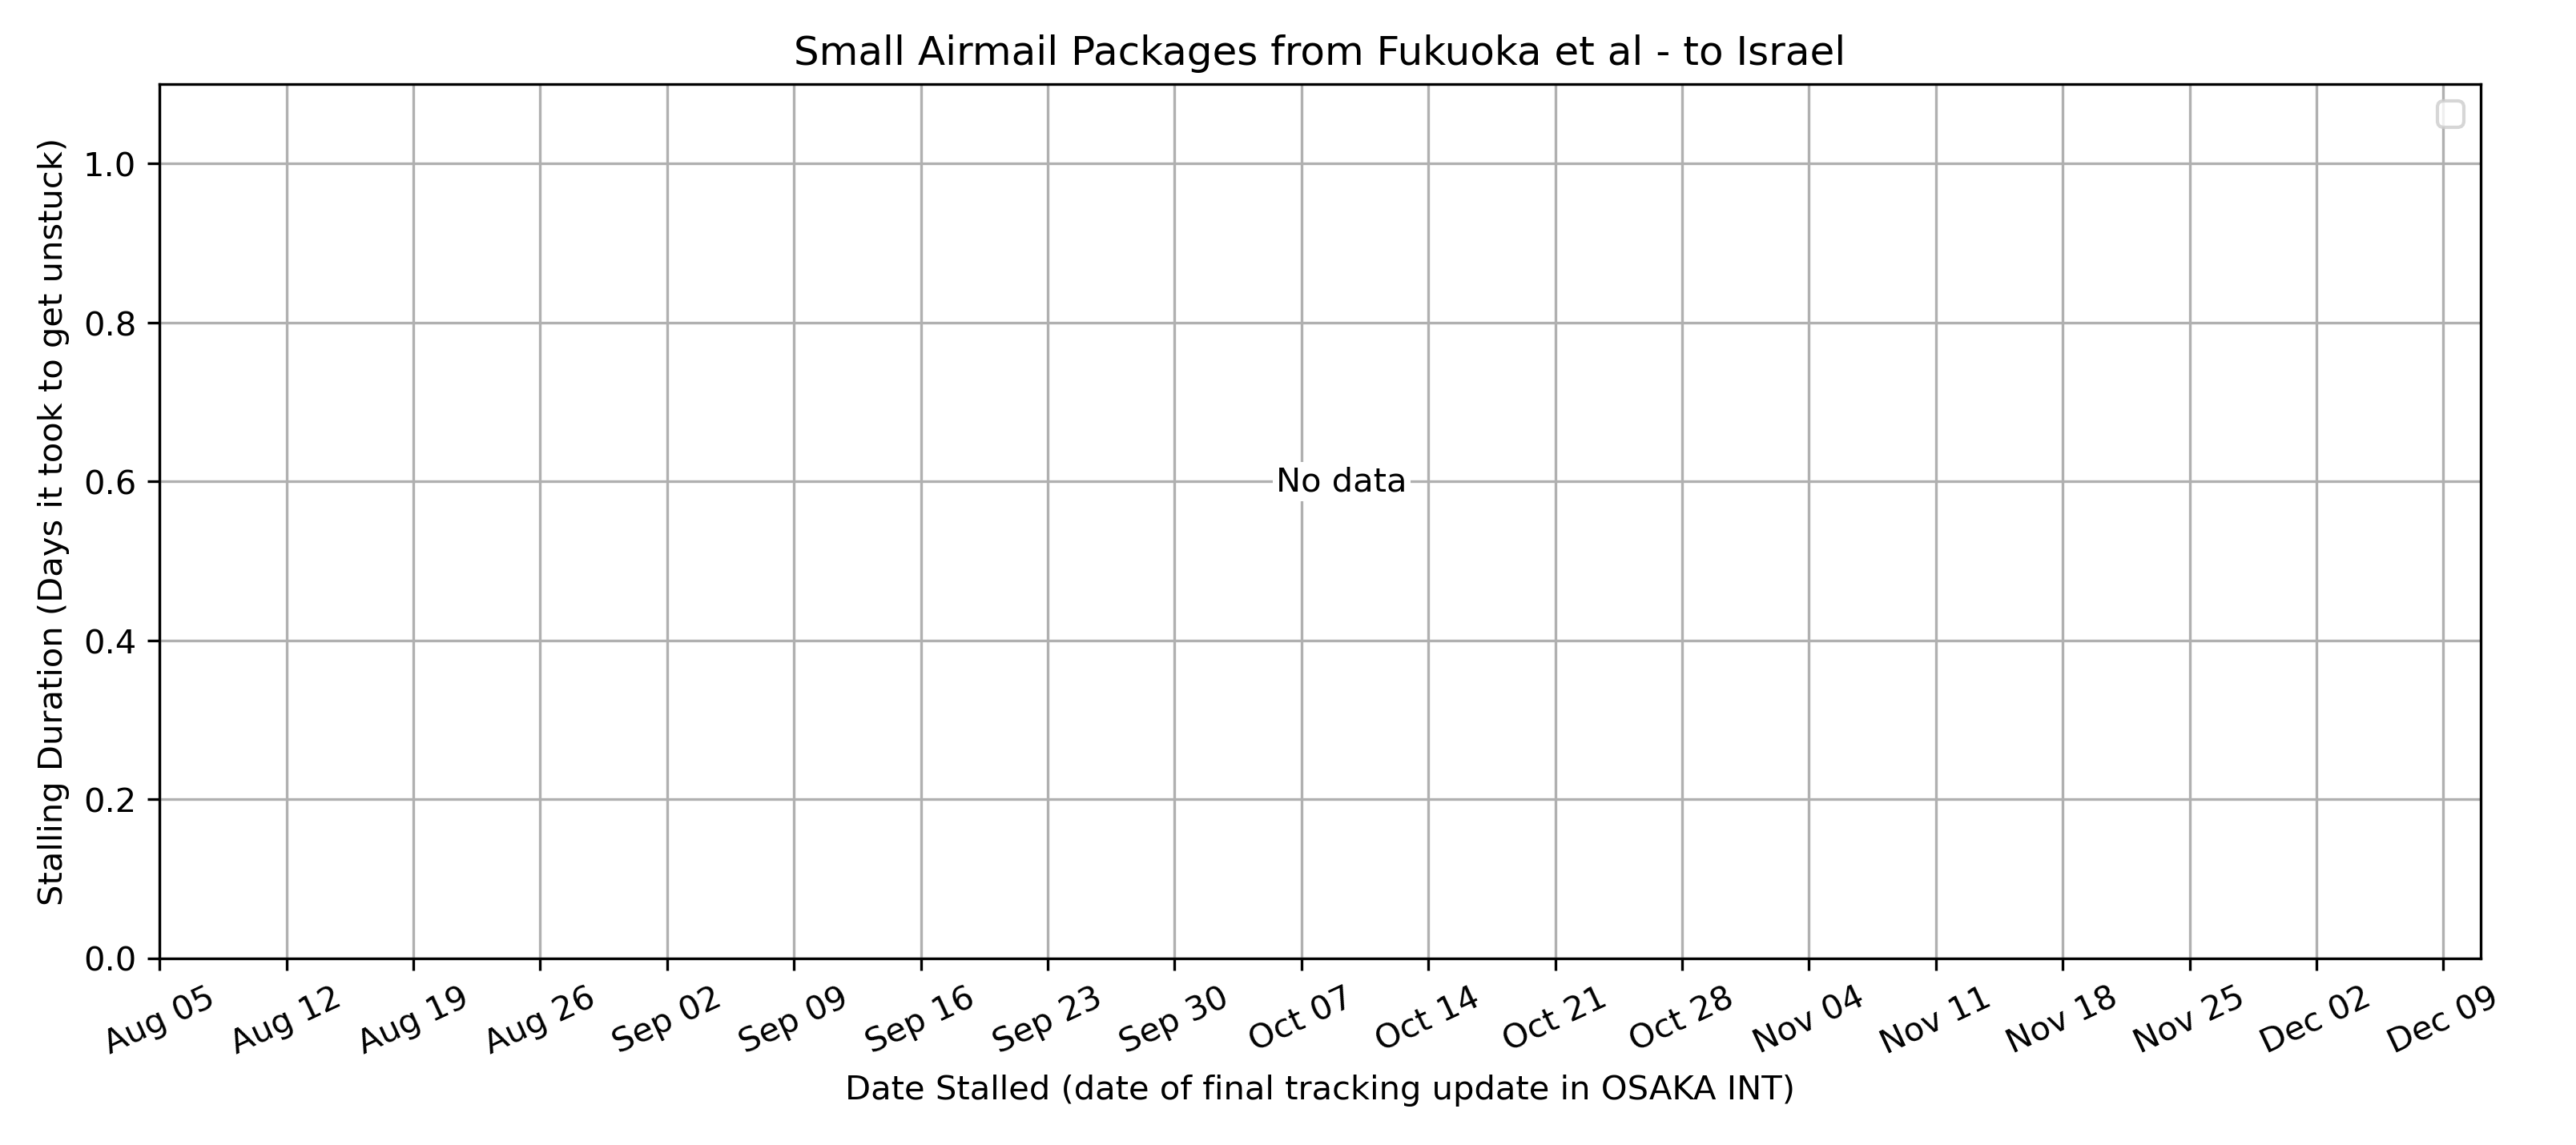 Small Airmail Packages from Fukuoka et al - to Israel
Stalling Duration (Days it took to get unstuck)
1.0
0.8
0.6
0.4
0.2
0.0
No data
Aug 05
Aug 12
Aug 19
Aug 26
Sep 02
Sep 09
Sep 16
Sep 23
Sep 30
Oct 07
Oct 14
Oct 21
Oct 28
Nov 04
Nov 11
Nov 18
Nov 25
Dec 02
Dec 09
Date Stalled (date of final tracking update in OSAKA INT)